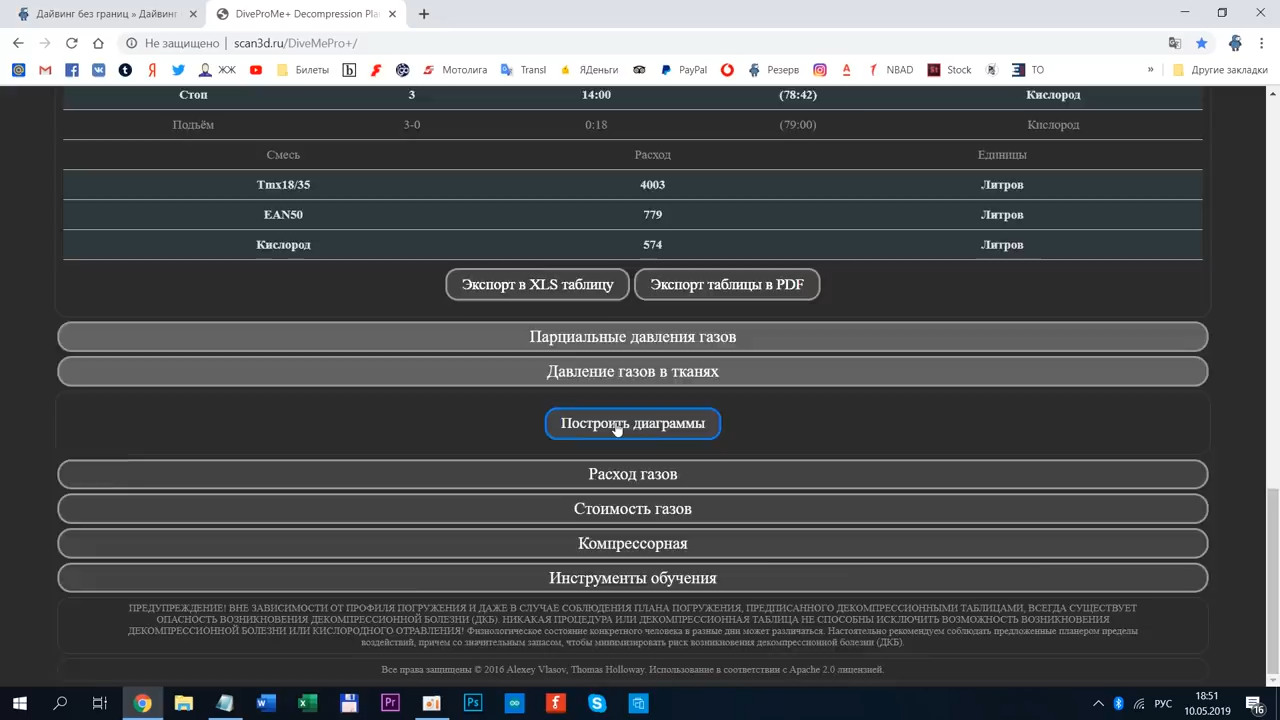 Дайвинг без границ » Дайвинг
DiveProMe+ Decompression Pla
Не защищено
scan3d.ru/DiveMePro+/
ЖЖ
Билеты
Мотолига
Transl
ЯДеньги
PayPal
Резерв
NBAD
Stock
ТО
»
Другие закладки
Стоп 3 14:00 (78:42) Кислород
Подъём 3-0 0:18 (79:00) Кислород
Смесь Расход Единицы
Tmx18/35 4003 Литров
EAN50 779 Литров
Кислород 574 Литров
Экспорт в XLS таблицу
Экспорт таблицы в PDF
Парциальные давления газов
Давление газов в тканях
Построить диаграммы
Расход газов
Стоимость газов
Компрессорная
Инструменты обучения
ПРЕДУПРЕЖДЕНИЕ! ВНЕ ЗАВИСИМОСТИ ОТ ПРОФИЛЯ ПОГРУЖЕНИЯ И ДАЖЕ В СЛУЧАЕ СОБЛЮДЕНИЯ ПЛАНА ПОГРУЖЕНИЯ, ПРЕДПИСАННОГО ДЕКОМПРЕССИОННЫМИ ТАБЛИЦАМИ, ВСЕГДА СУЩЕСТВУЕТ
ОПАСНОСТЬ ВОЗНИКНОВЕНИЯ ДЕКОМПРЕССИОННОЙ БОЛЕЗНИ (ДКБ). НИКАКАЯ ПРОЦЕДУРА ИЛИ ДЕКОМПРЕССИОННАЯ ТАБЛИЦА НЕ СПОСОБНЫ ИСКЛЮЧИТЬ ВОЗМОЖНОСТЬ ВОЗНИКНОВЕНИЯ
ДЕКОМПРЕССИОННОЙ БОЛЕЗНИ ИЛИ КИСЛОРОДНОГО ОТРАВЛЕНИЯ! Физиологическое состояние конкретного человека в разные дни может различаться. Настоятельно рекомендуем соблюдать предложенные планером пределы
воздействий, причем со значительным запасом, чтобы минимизировать риск возникновения декомпрессионной болезни (ДКБ).
Все права защищены © 2016 Alexey Vlasov, Thomas Holloway. Использование в соответствии с Apache 2.0 лицензией.
РУС
18:51
10.05.2019
16